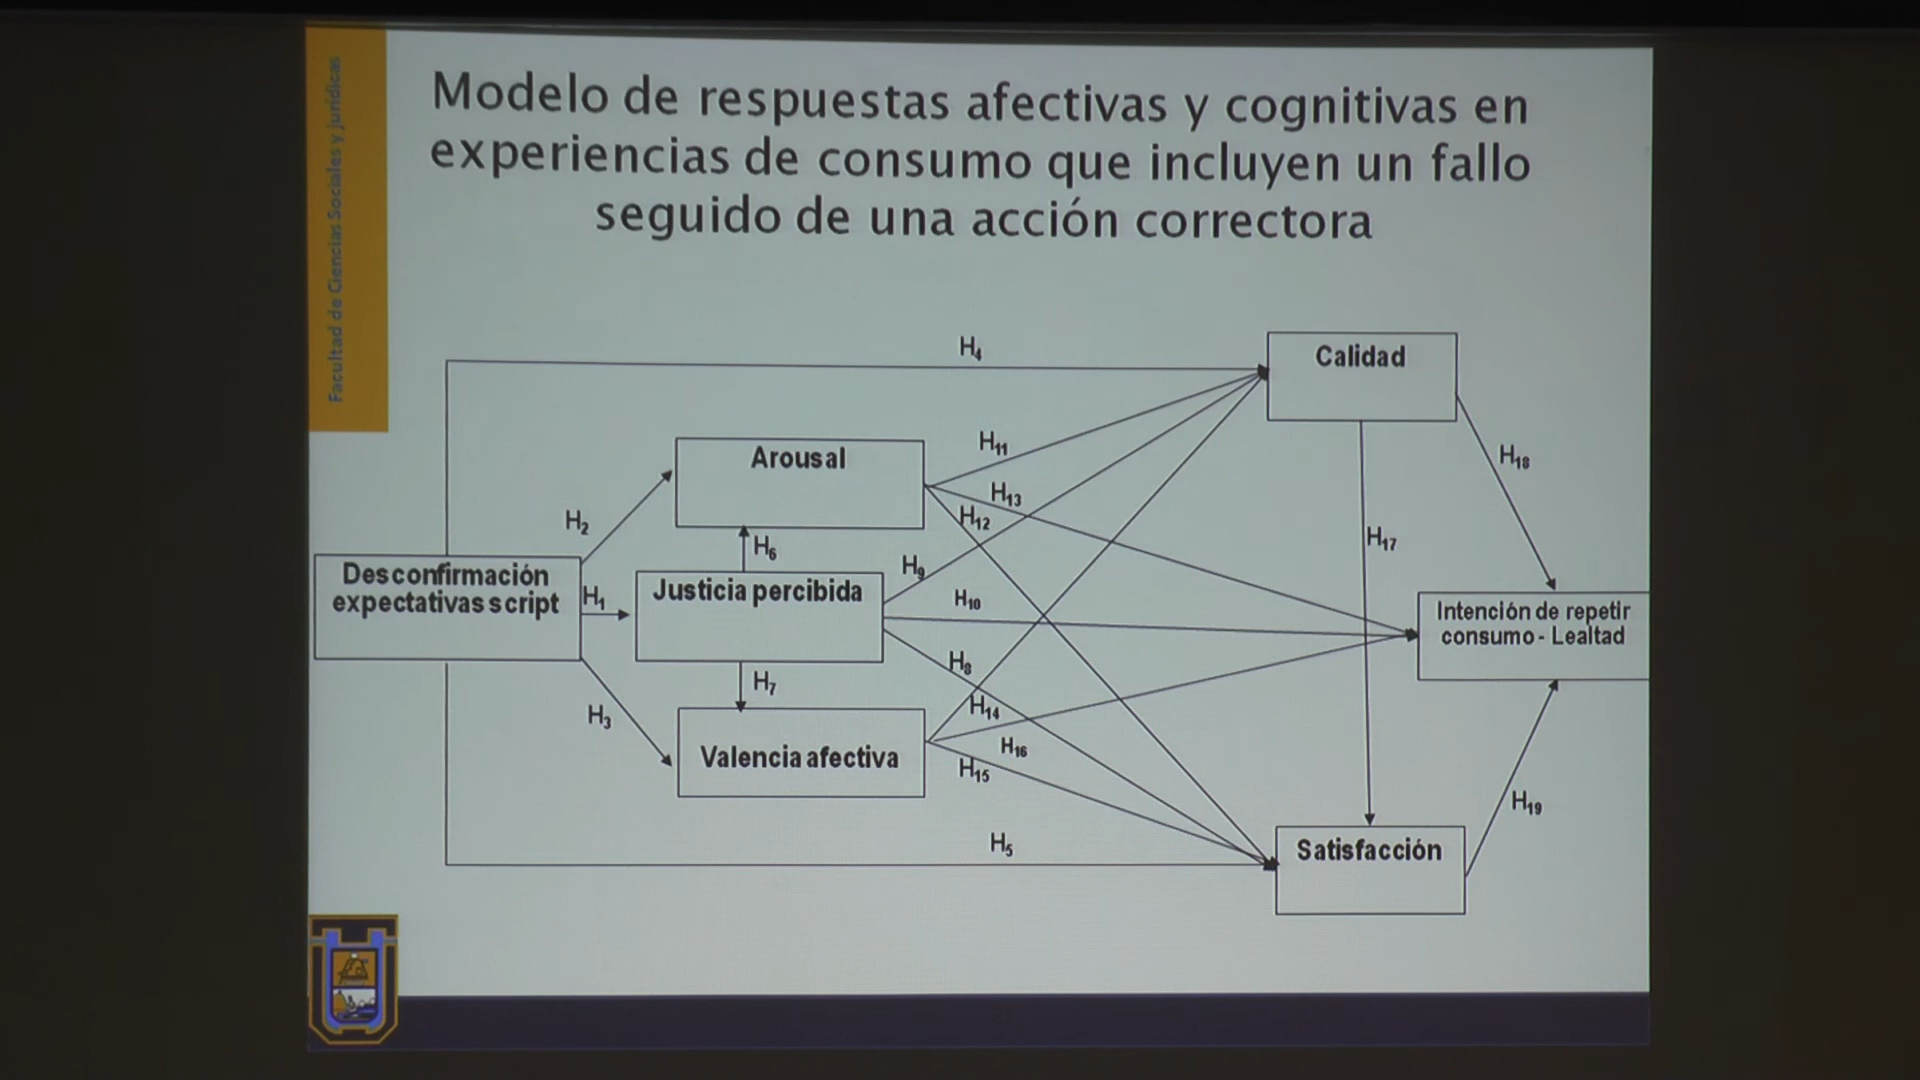 Facultad de Ciencias Sociales y Jurídicas
Modelo de respuestas afectivas y cognitivas en
experiencias de consumo que incluyen un fallo
seguido de una acción correctora
H4
Calidad
H11
Arousal
H18
H13
H2
H12
H17
H6
H9
Desconfirmación
expectativas script
H1
Justicia percibida
H10
Intención de repetir
consumo - Lealtad
H8
H7
H3
H14
H16
Valencia afectiva
H15
H19
H5
Satisfacción